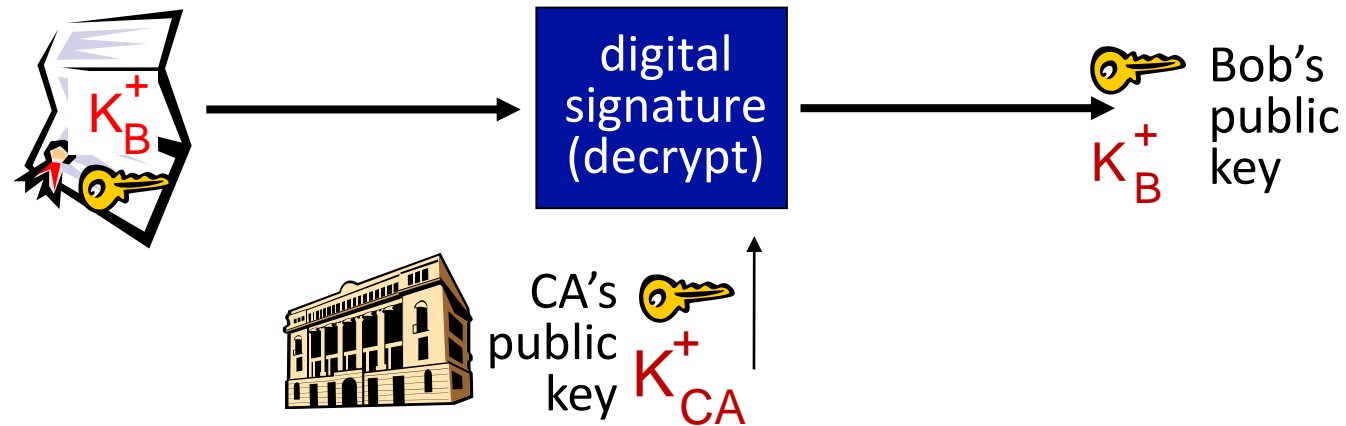 K+B
digital
signature
(decrypt)
K+B
Bob’s
public
key
CA’s
public
key
K+CA